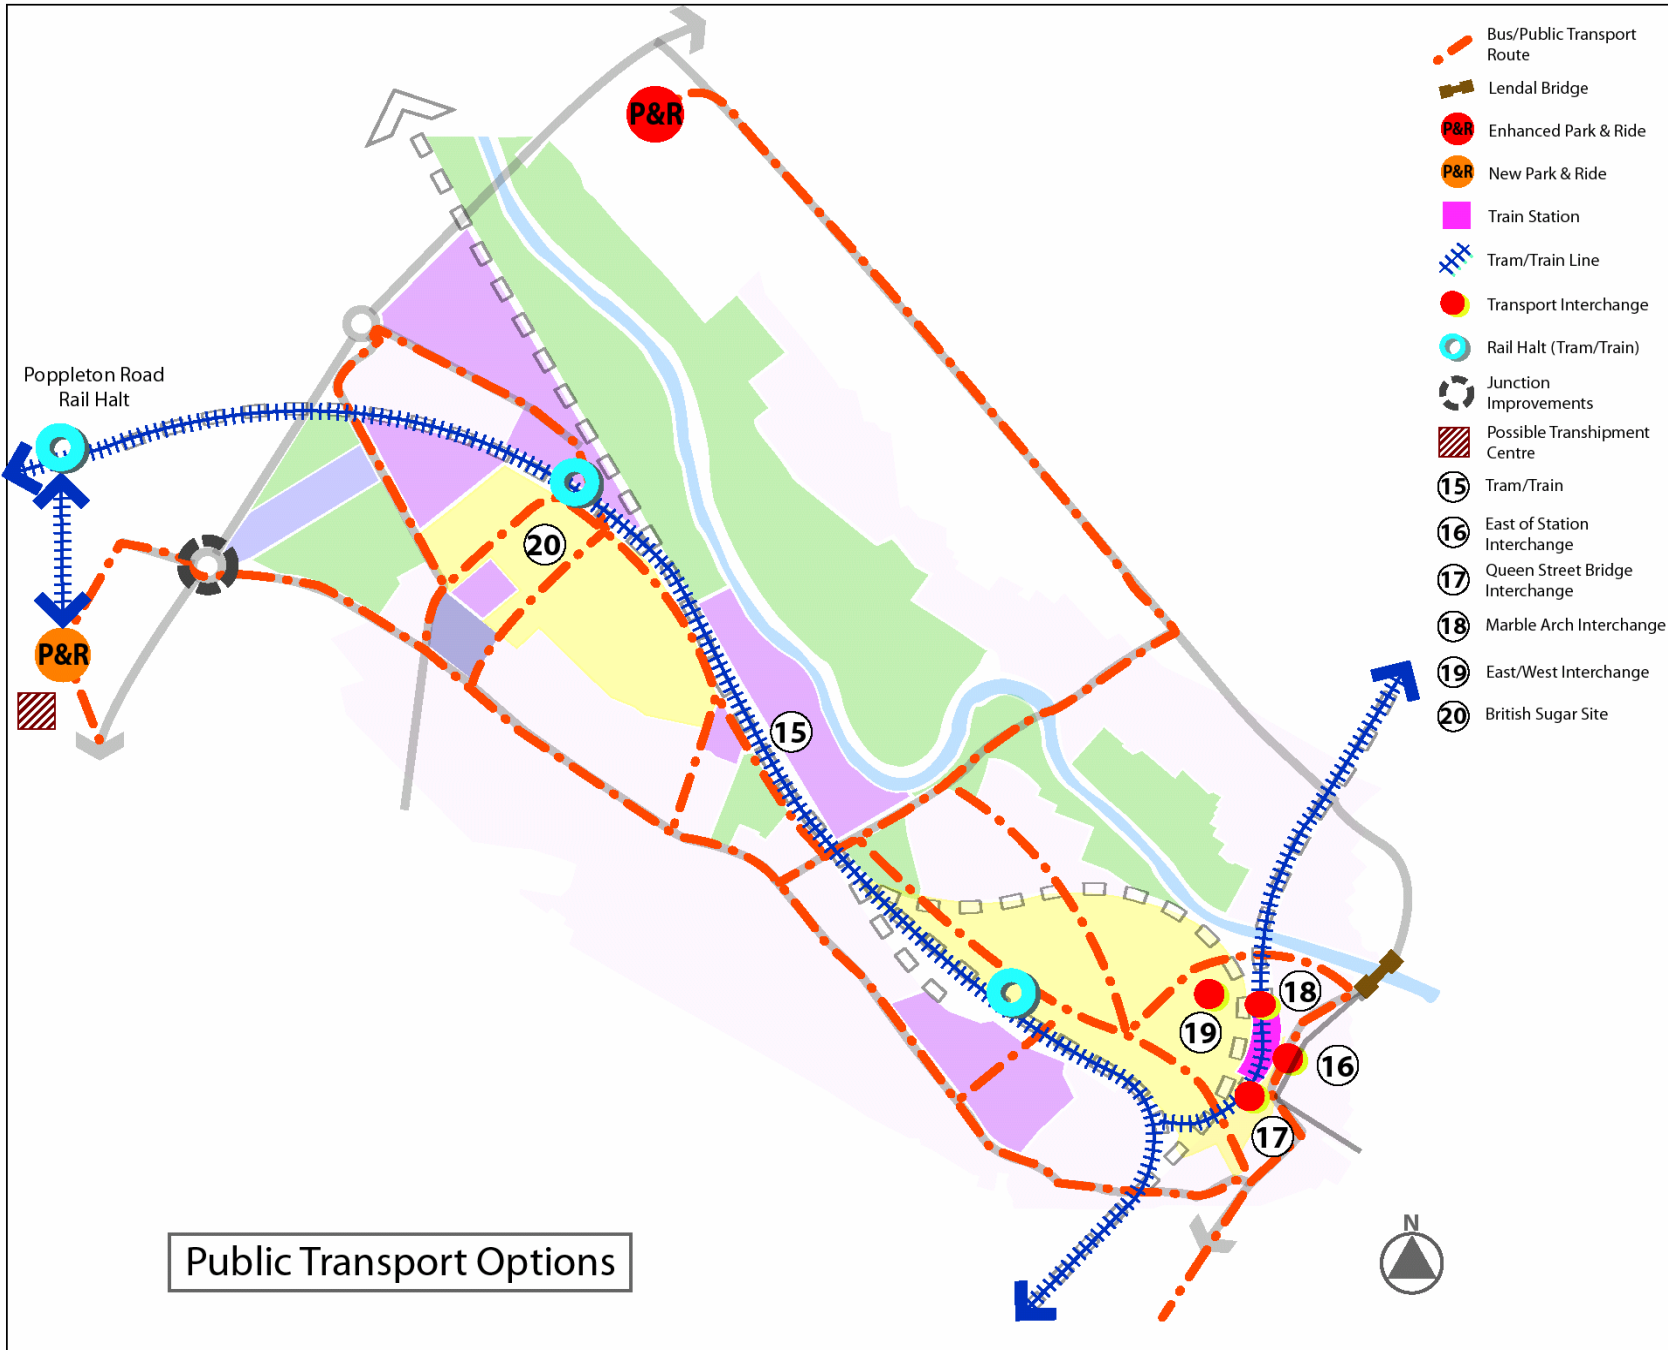 P&R
Bus/Public Transport
Route
Lendal Bridge
P&R Enhanced Park & Ride
P&R New Park & Ride
Train Station
Tram/Train Line
Transport Interchange
Rail Halt (Tram/Train)
Junction
Improvements
Possible Transhipment
Centre
15 Tram/Train
16 East of Station
Interchange
17 Queen Street Bridge
Interchange
18 Marble Arch Interchange
19 East/West Interchange
20 British Sugar Site
Poppleton Road
Rail Halt
20
P&R
15
18
19
16
17
Public Transport Options
N